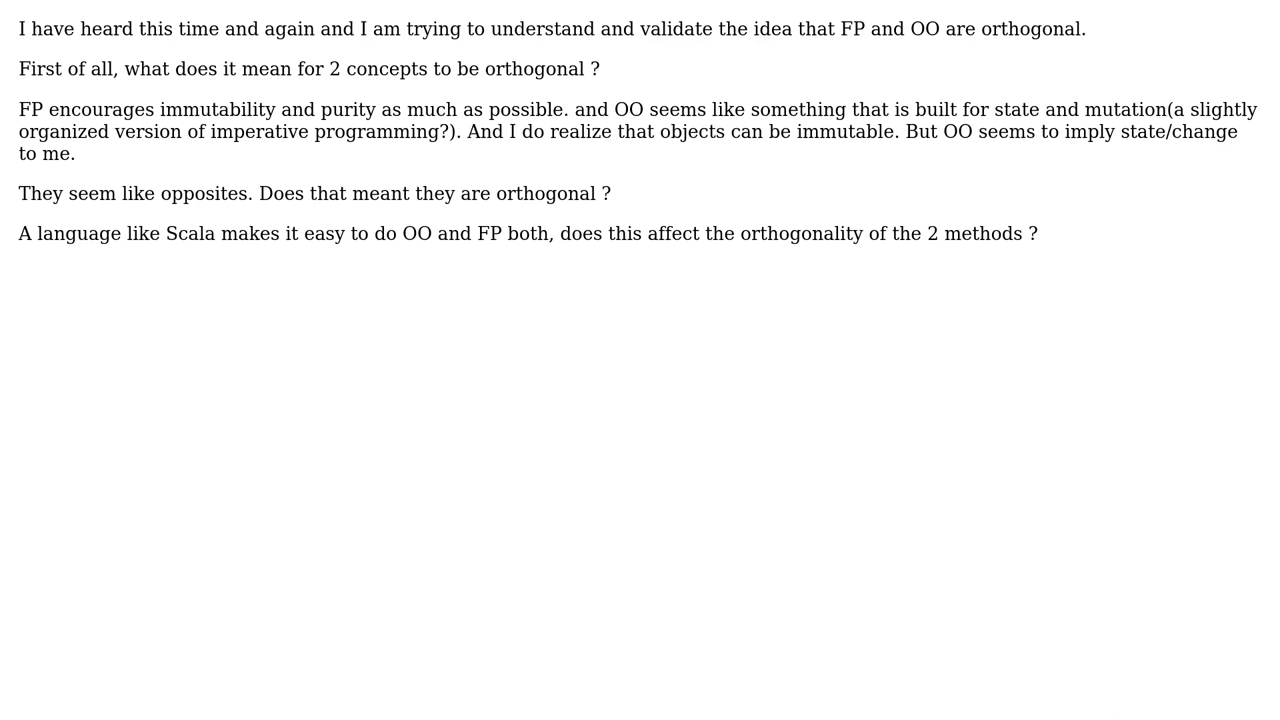 I have heard this time and again and I am trying to understand and validate the idea that FP and OO are orthogonal.
First of all, what does it mean for 2 concepts to be orthogonal ?
FP encourages immutability and purity as much as possible. and OO seems like something that is built for state and mutation(a slightly
organized version of imperative programming?). And I do realize that objects can be immutable. But OO seems to imply state/change
to me.
They seem like opposites. Does that meant they are orthogonal ?
A language like Scala makes it easy to do OO and FP both, does this affect the orthogonality of the 2 methods ?